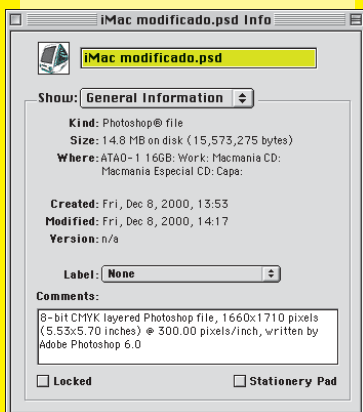 iMac modificado.psd Info
iMac modificado.psd
Show: General Information
Kind: Photoshop® file
Size: 14.8 MB on disk (15,573,275 bytes)
Where: ATA0-1 16GB: Work: Macmania CD:
Macmania Especial CD: Capa:
Created: Fri, Dec 8, 2000, 13:53
Modified: Fri, Dec 8, 2000, 14:17
Version: n/a
Label: None
Comments:
8-bit CMYK layered Photoshop file, 1660x1710 pixels
(5.53x5.70 inches) @ 300.00 pixels/inch, written by
Adobe Photoshop 6.0
Locked Stationery Pad